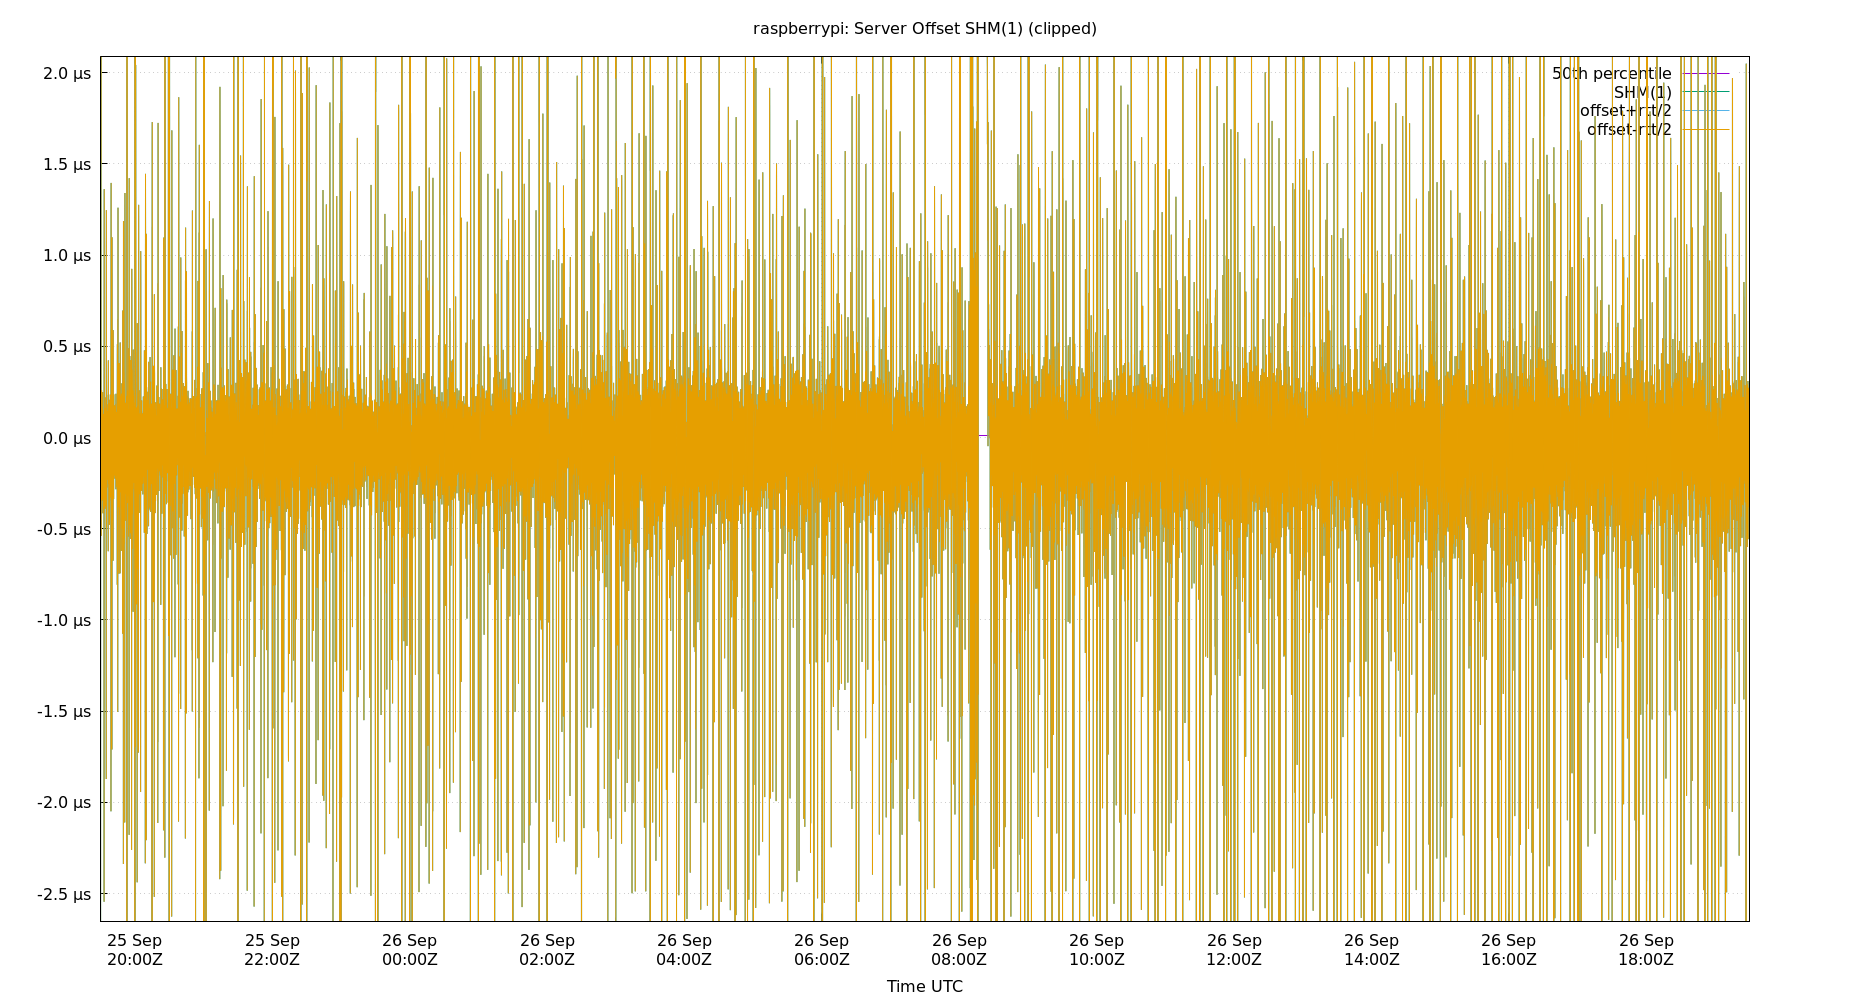 raspberrypi: Server Offset SHM(1) (clipped)
2.0 µs
1.5 µs
1.0 µs
0.5 µs
0.0 µs
-0.5 µs
-1.0 µs
-1.5 µs
-2.0 µs
-2.5 µs
50th percentile
SHM(1)
offset+rtt/2
offset-rtt/2
25 Sep 25 Sep 26 Sep 26 Sep 26 Sep 26 Sep 26 Sep 26 Sep 26 Sep 26 Sep 26 Sep 26 Sep
20:00Z 22:00Z 00:00Z 02:00Z 04:00Z 06:00Z 08:00Z 10:00Z 12:00Z 14:00Z 16:00Z 18:00Z
Time UTC